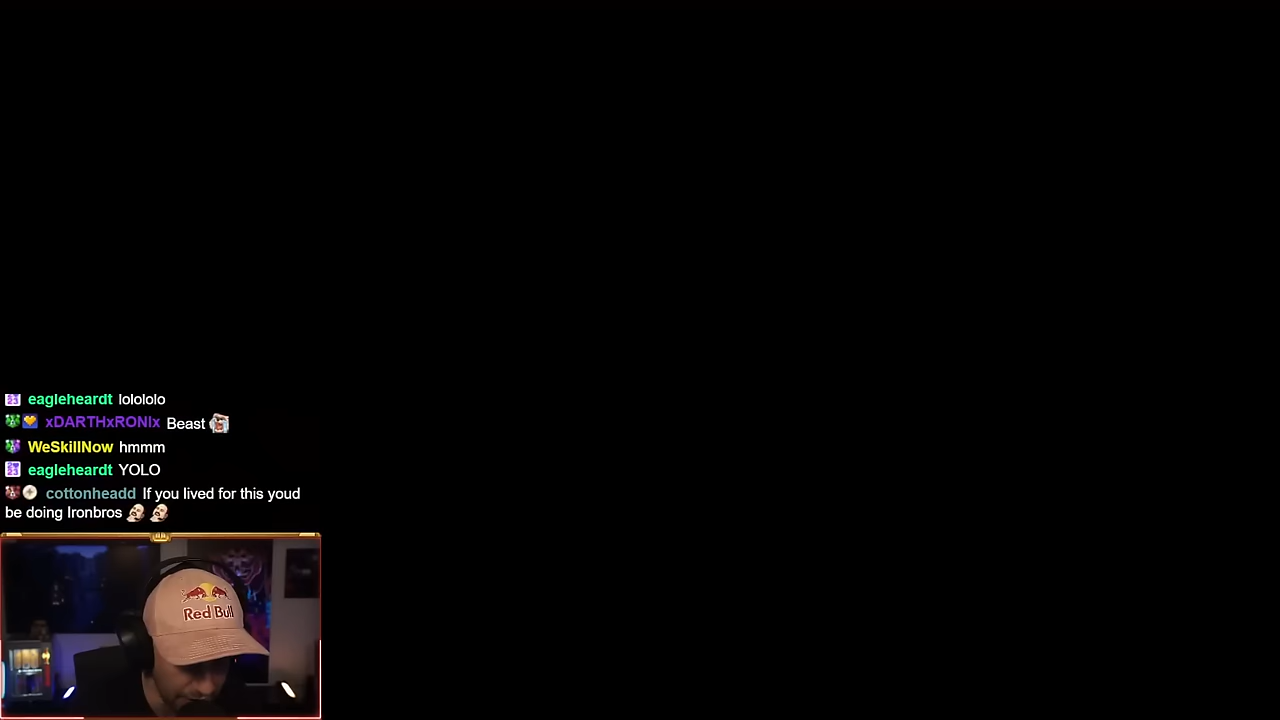 eagleheardt lolololo
xDARTHxRONIx Beast
WeSkillNow hmmm
eagleheardt YOLO
cottonheadd If you lived for this youd
be doing Ironbros
Red Bull